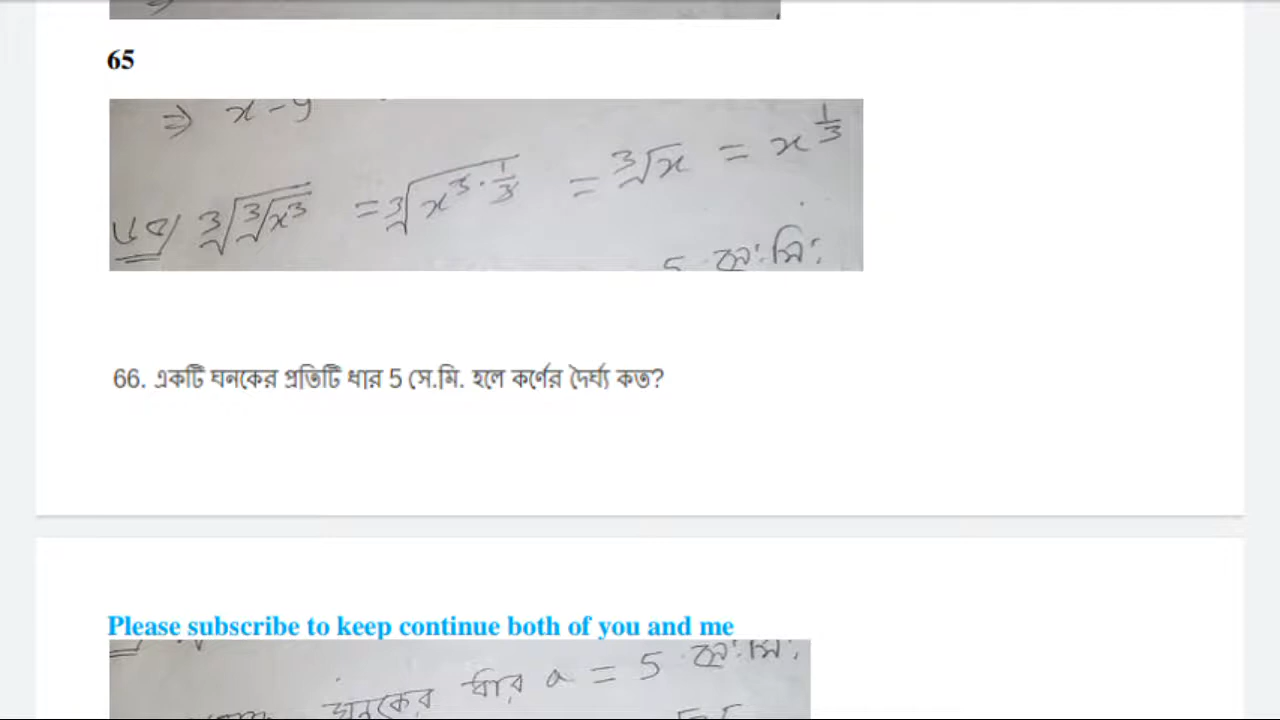 65
⇒ x - y
৬৫/ ∛∛x³ = ∛x^(3·1/3) = ∛x = x^(1/3)
5
66. একটি ঘনকের প্রতিটি ধার 5 সে.মি. হলে কর্ণের দৈর্ঘ্য কত?
Please subscribe to keep continue both of you and me
ঘনকের ধার a = 5